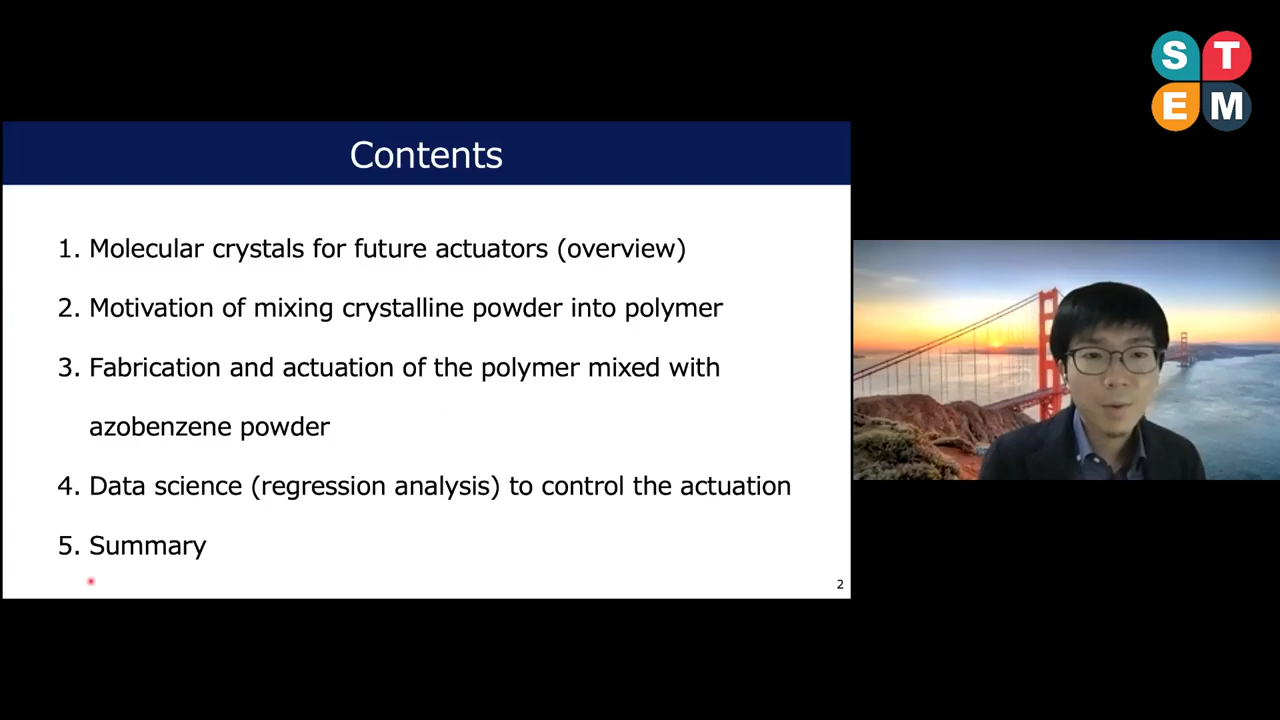 S T
E M
Contents
1. Molecular crystals for future actuators (overview)
2. Motivation of mixing crystalline powder into polymer
3. Fabrication and actuation of the polymer mixed with
azobenzene powder
4. Data science (regression analysis) to control the actuation
5. Summary
2